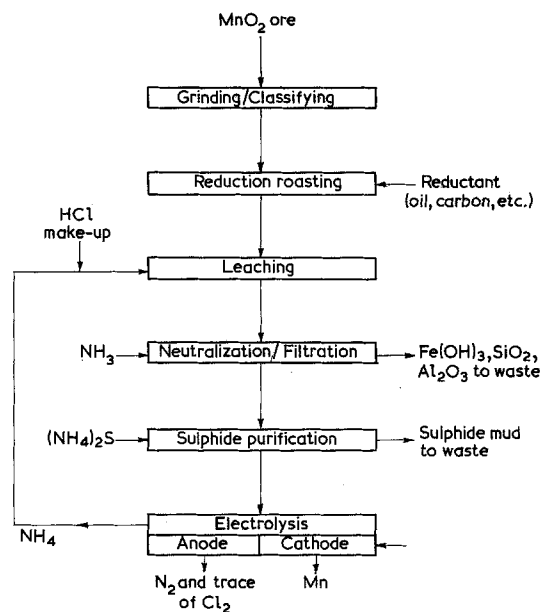 MnO₂ ore
Grinding/Classifying
Reduction roasting
Reductant
(oil, carbon, etc.)
HCl
make-up
Leaching
NH₃
Neutralization/Filtration
Fe(OH)₃, SiO₂,
Al₂O₃ to waste
(NH₄)₂S
Sulphide purification
Sulphide mud
to waste
Electrolysis
Anode
Cathode
NH₄
N₂ and trace
of Cl₂
Mn